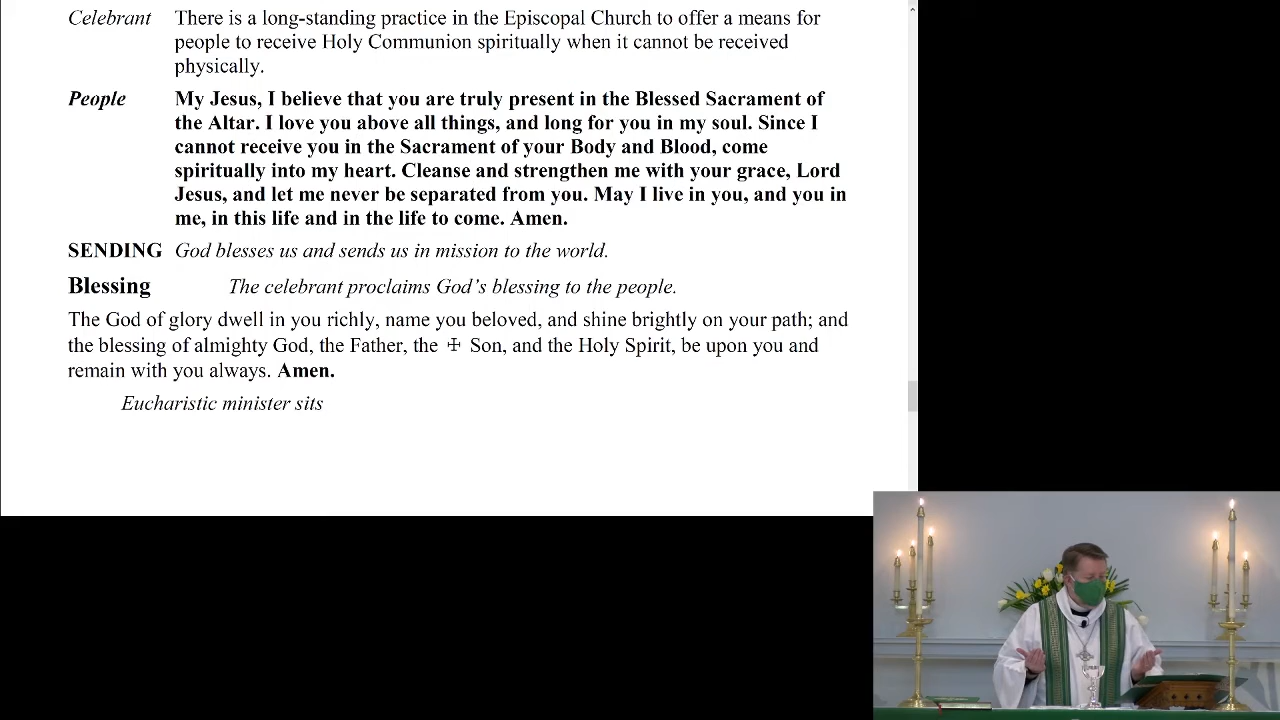 Celebrant There is a long-standing practice in the Episcopal Church to offer a means for
people to receive Holy Communion spiritually when it cannot be received
physically.
People My Jesus, I believe that you are truly present in the Blessed Sacrament of
the Altar. I love you above all things, and long for you in my soul. Since I
cannot receive you in the Sacrament of your Body and Blood, come
spiritually into my heart. Cleanse and strengthen me with your grace, Lord
Jesus, and let me never be separated from you. May I live in you, and you in
me, in this life and in the life to come. Amen.
SENDING God blesses us and sends us in mission to the world.
Blessing The celebrant proclaims God’s blessing to the people.
The God of glory dwell in you richly, name you beloved, and shine brightly on your path; and
the blessing of almighty God, the Father, the ☩ Son, and the Holy Spirit, be upon you and
remain with you always. Amen.
Eucharistic minister sits